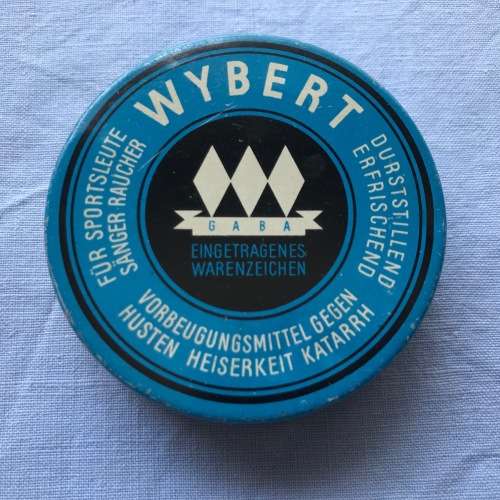 WYBERT
FÜR SPORTSLEUTE
SÄNGER RAUCHER
DURSTSTILLEND
ERFRISCHEND
GABA
EINGETRAGENES
WARENZEICHEN
VORBEUGUNGSMITTEL GEGEN
HUSTEN HEISERKEIT KATARRH